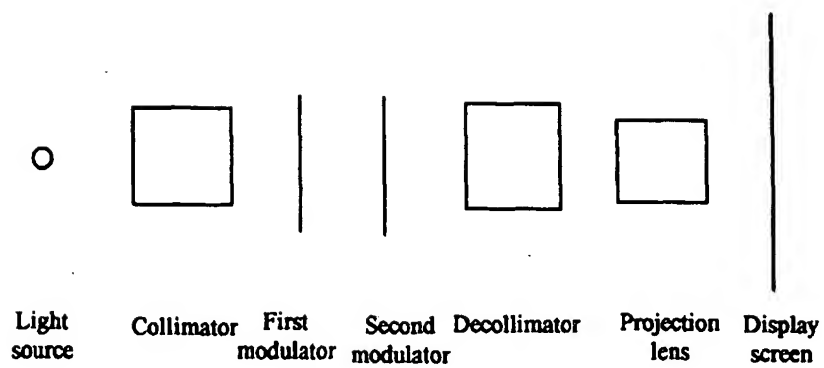 Light
source
Collimator
First
modulator
Second
modulator
Decollimator
Projection
lens
Display
screen